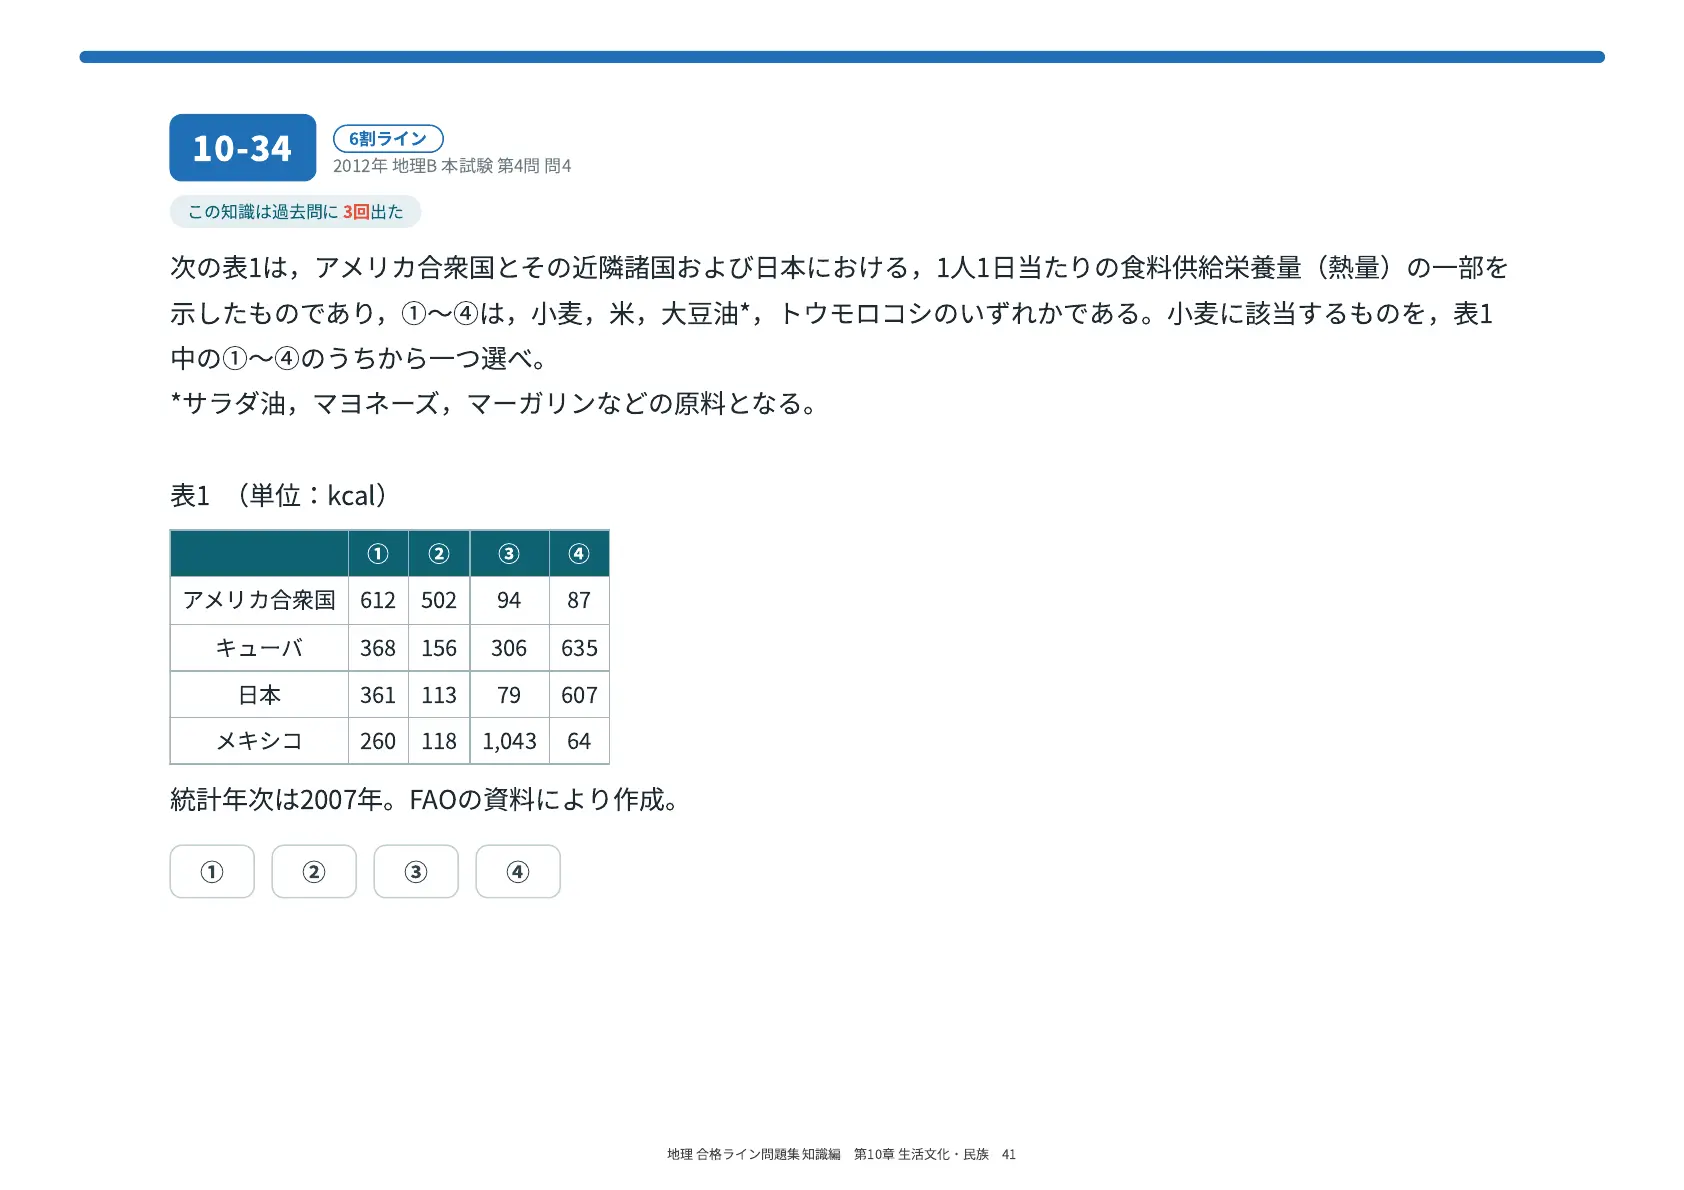 10-34
6割ライン
2012年 地理B 本試験 第4問 問4
この知識は過去問に 3回出た
次の表1は，アメリカ合衆国とその近隣諸国および日本における，1人1日当たりの食料供給栄養量（熱量）の一部を
示したものであり，①〜④は，小麦，米，大豆油*，トウモロコシのいずれかである。小麦に該当するものを，表1
中の①〜④のうちから一つ選べ。
*サラダ油，マヨネーズ，マーガリンなどの原料となる。
表1 （単位：kcal）
① ② ③ ④
アメリカ合衆国 612 502 94 87
キューバ 368 156 306 635
日本 361 113 79 607
メキシコ 260 118 1,043 64
統計年次は2007年。FAOの資料により作成。
① ② ③ ④
地理 合格ライン問題集 知識編 第10章 生活文化・民族 41